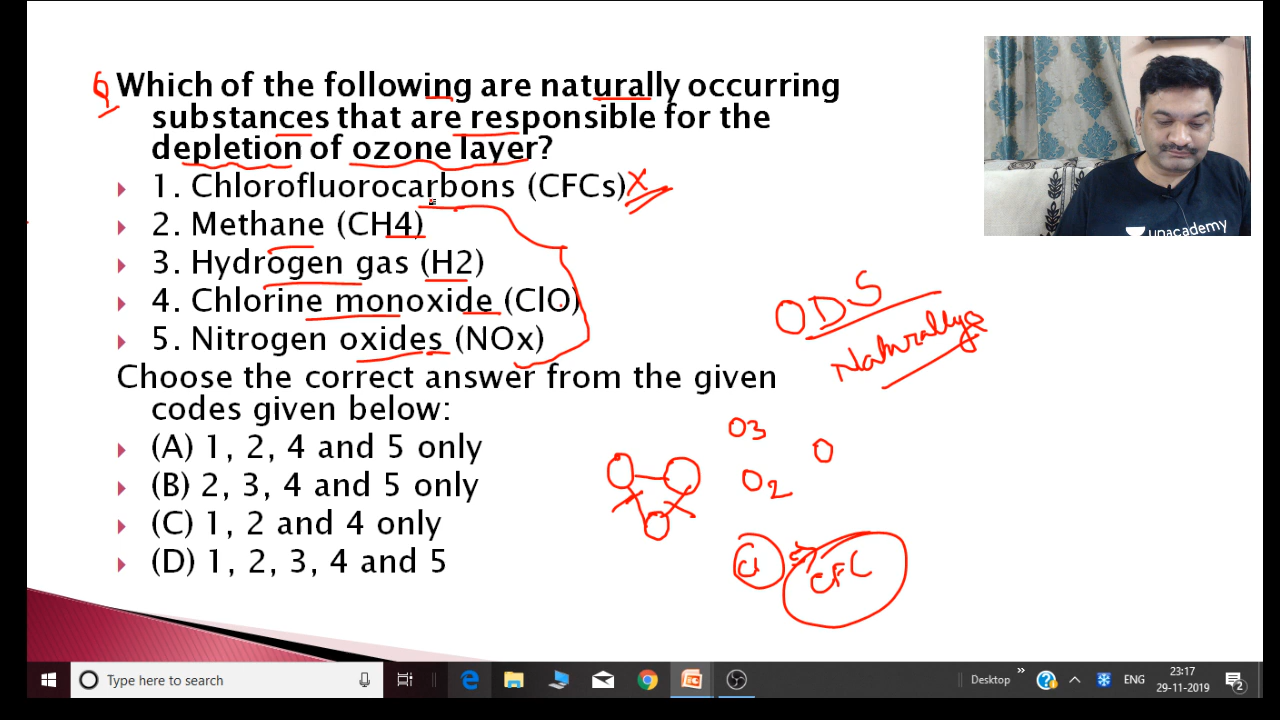 Q Which of the following are naturally occurring
substances that are responsible for the
depletion of ozone layer?
1. Chlorofluorocarbons (CFCs) X
2. Methane (CH4)
3. Hydrogen gas (H2)
4. Chlorine monoxide (ClO)
5. Nitrogen oxides (NOx)
Choose the correct answer from the given
codes given below:
(A) 1, 2, 4 and 5 only
(B) 2, 3, 4 and 5 only
(C) 1, 2 and 4 only
(D) 1, 2, 3, 4 and 5
unacademy
ODS
Naturally
O3
O
O2
Cl
CFC
Type here to search
Desktop
ENG
23:17
29-11-2019
2